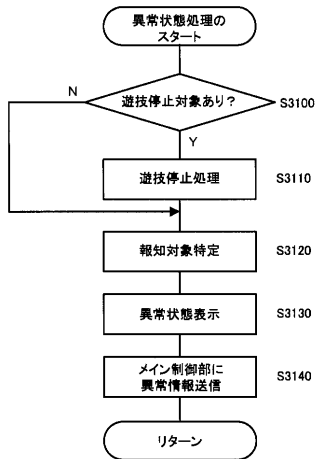 異常状態処理の
スタート
N
遊技停止対象あり?
S3100
Y
遊技停止処理
S3110
報知対象特定
S3120
異常状態表示
S3130
メイン制御部に
異常情報送信
S3140
リターン